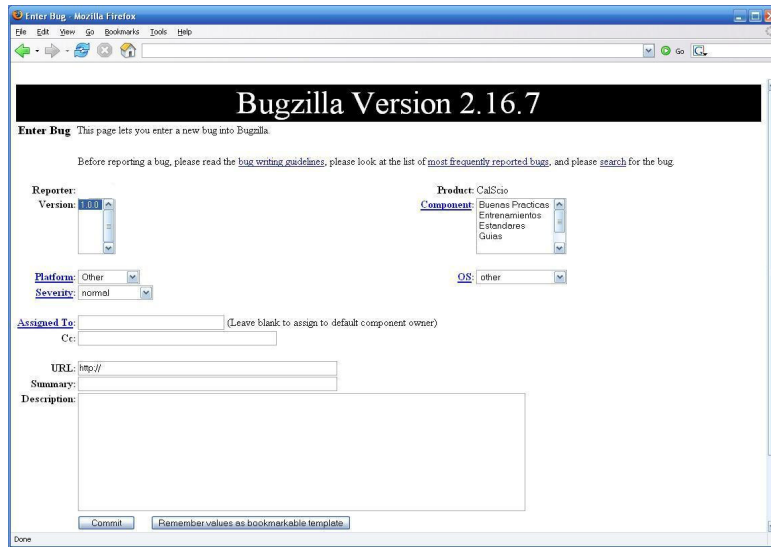 Enter Bug - Mozilla Firefox
File Edit View Go Bookmarks Tools Help
Go
Bugzilla Version 2.16.7
Enter Bug This page lets you enter a new bug into Bugzilla.
Before reporting a bug, please read the bug writing guidelines, please look at the list of most frequently reported bugs, and please search for the bug.
Reporter: Product: CalScio
Version: 1.0.0 Component: Buenas Practicas
Entrenamientos
Estandares
Guias
Platform: Other OS: other
Severity: normal
Assigned To: (Leave blank to assign to default component owner)
Cc:
URL: http://
Summary:
Description:
Commit Remember values as bookmarkable template
Done